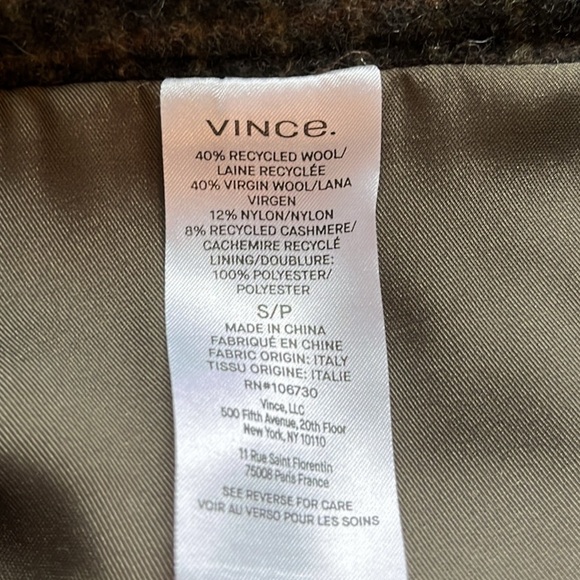 VINCe.
40% RECYCLED WOOL/
LAINE RECYCLÉE
40% VIRGIN WOOL/LANA
VIRGEN
12% NYLON/NYLON
8% RECYCLED CASHMERE/
CACHEMIRE RECYCLÉ
LINING/DOUBLURE:
100% POLYESTER/
POLYESTER
S/P
MADE IN CHINA
FABRIQUÉ EN CHINE
FABRIC ORIGIN: ITALY
TISSU ORIGINE: ITALIE
RN#106730
Vince, LLC
500 Fifth Avenue, 20th Floor
New York, NY 10110
11 Rue Saint Florentin
75008 Paris France
SEE REVERSE FOR CARE
VOIR AU VERSO POUR LES SOINS